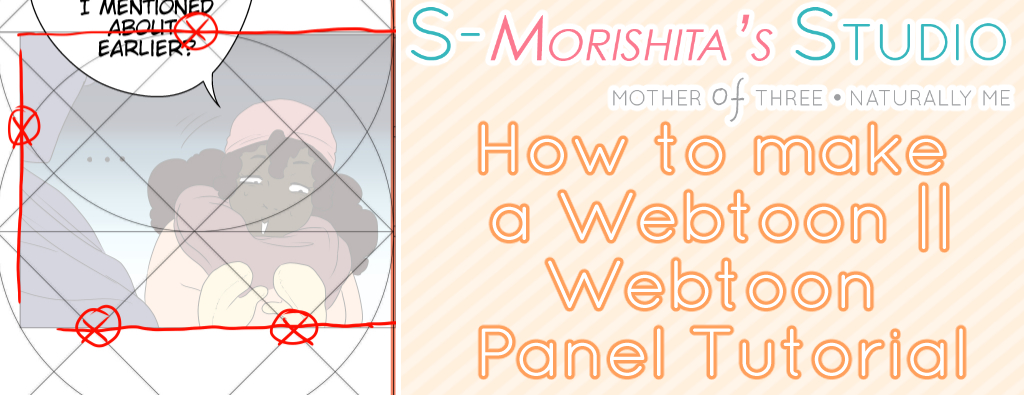 I MENTIONED
ABOUT
EARLIER?
...
S-MORISHITA'S STUDIO
MOTHER of THREE • NATURALLY ME
How to make
a Webtoon ||
Webtoon
Panel Tutorial